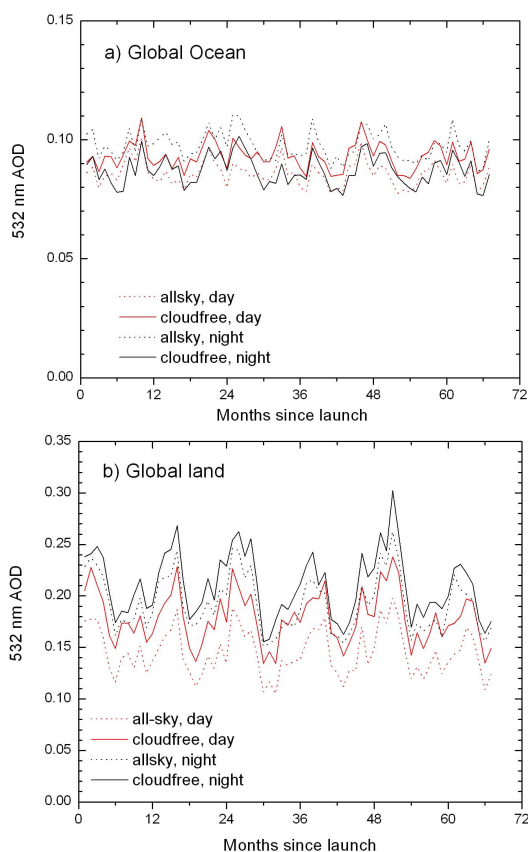 0.15
a) Global Ocean
0.10
532 nm AOD
0.05
allsky, day
cloudfree, day
allsky, night
cloudfree, night
0.00
0 12 24 36 48 60 72
Months since launch
0.35
b) Global land
0.30
0.25
0.20
532 nm AOD
0.15
0.10
all-sky, day
cloudfree, day
0.05
allsky, night
cloudfree, night
0.00
0 12 24 36 48 60 72
Months since launch